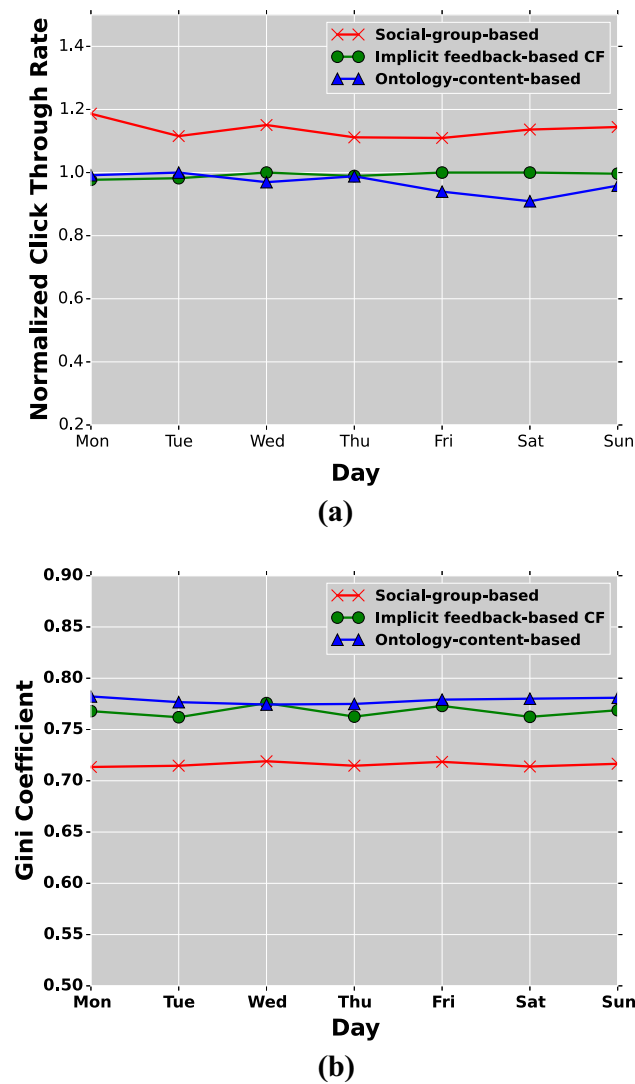 1.4
1.2
1.0
0.8
0.6
0.4
0.2
Normalized Click Through Rate
Social-group-based
Implicit feedback-based CF
Ontology-content-based
Mon Tue Wed Thu Fri Sat Sun
Day
(a)
0.90
0.85
0.80
0.75
0.70
0.65
0.60
0.55
0.50
Gini Coefficient
Social-group-based
Implicit feedback-based CF
Ontology-content-based
Mon Tue Wed Thu Fri Sat Sun
Day
(b)